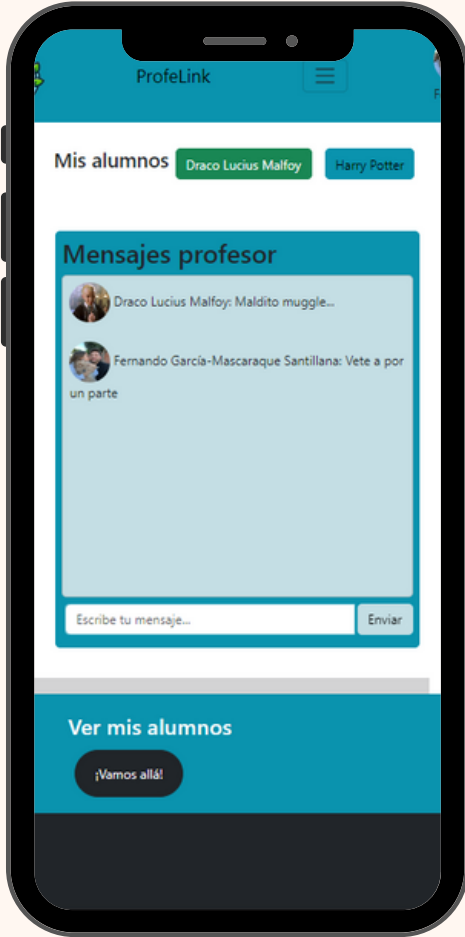 ProfeLink
F
Mis alumnos Draco Lucius Malfoy Harry Potter
Mensajes profesor
Draco Lucius Malfoy: Maldito muggle...
Fernando García-Mascaraque Santillana: Vete a por
un parte
Escribe tu mensaje... Enviar
Ver mis alumnos
¡Vamos allá!